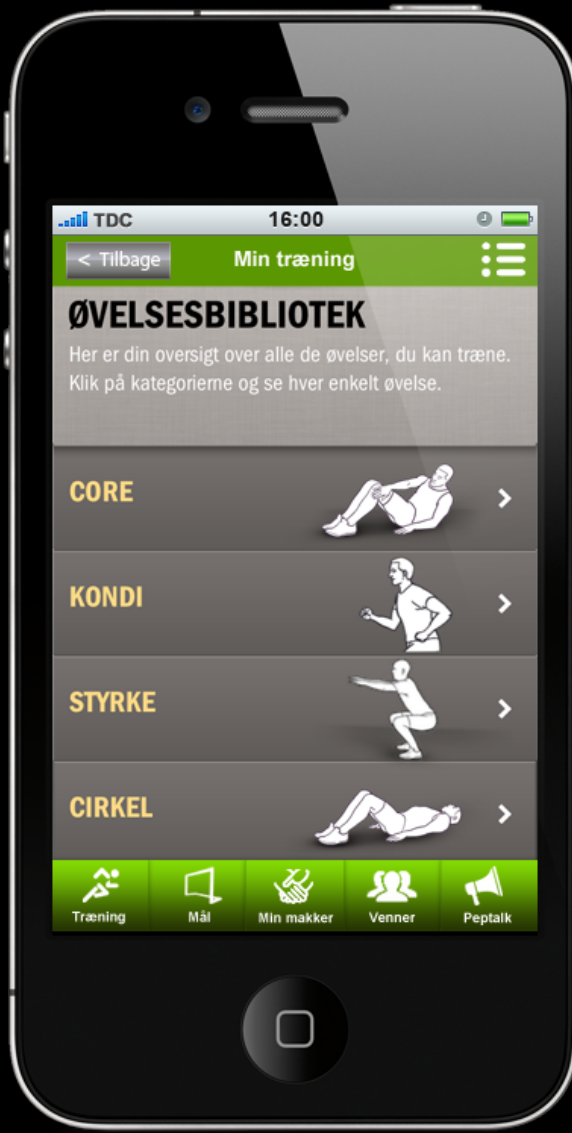 TDC 16:00
< Tilbage Min træning
ØVELSESBIBLIOTEK
Her er din oversigt over alle de øvelser, du kan træne.
Klik på kategorierne og se hver enkelt øvelse.
CORE
KONDI
STYRKE
CIRKEL
Træning Mål Min makker Venner Peptalk